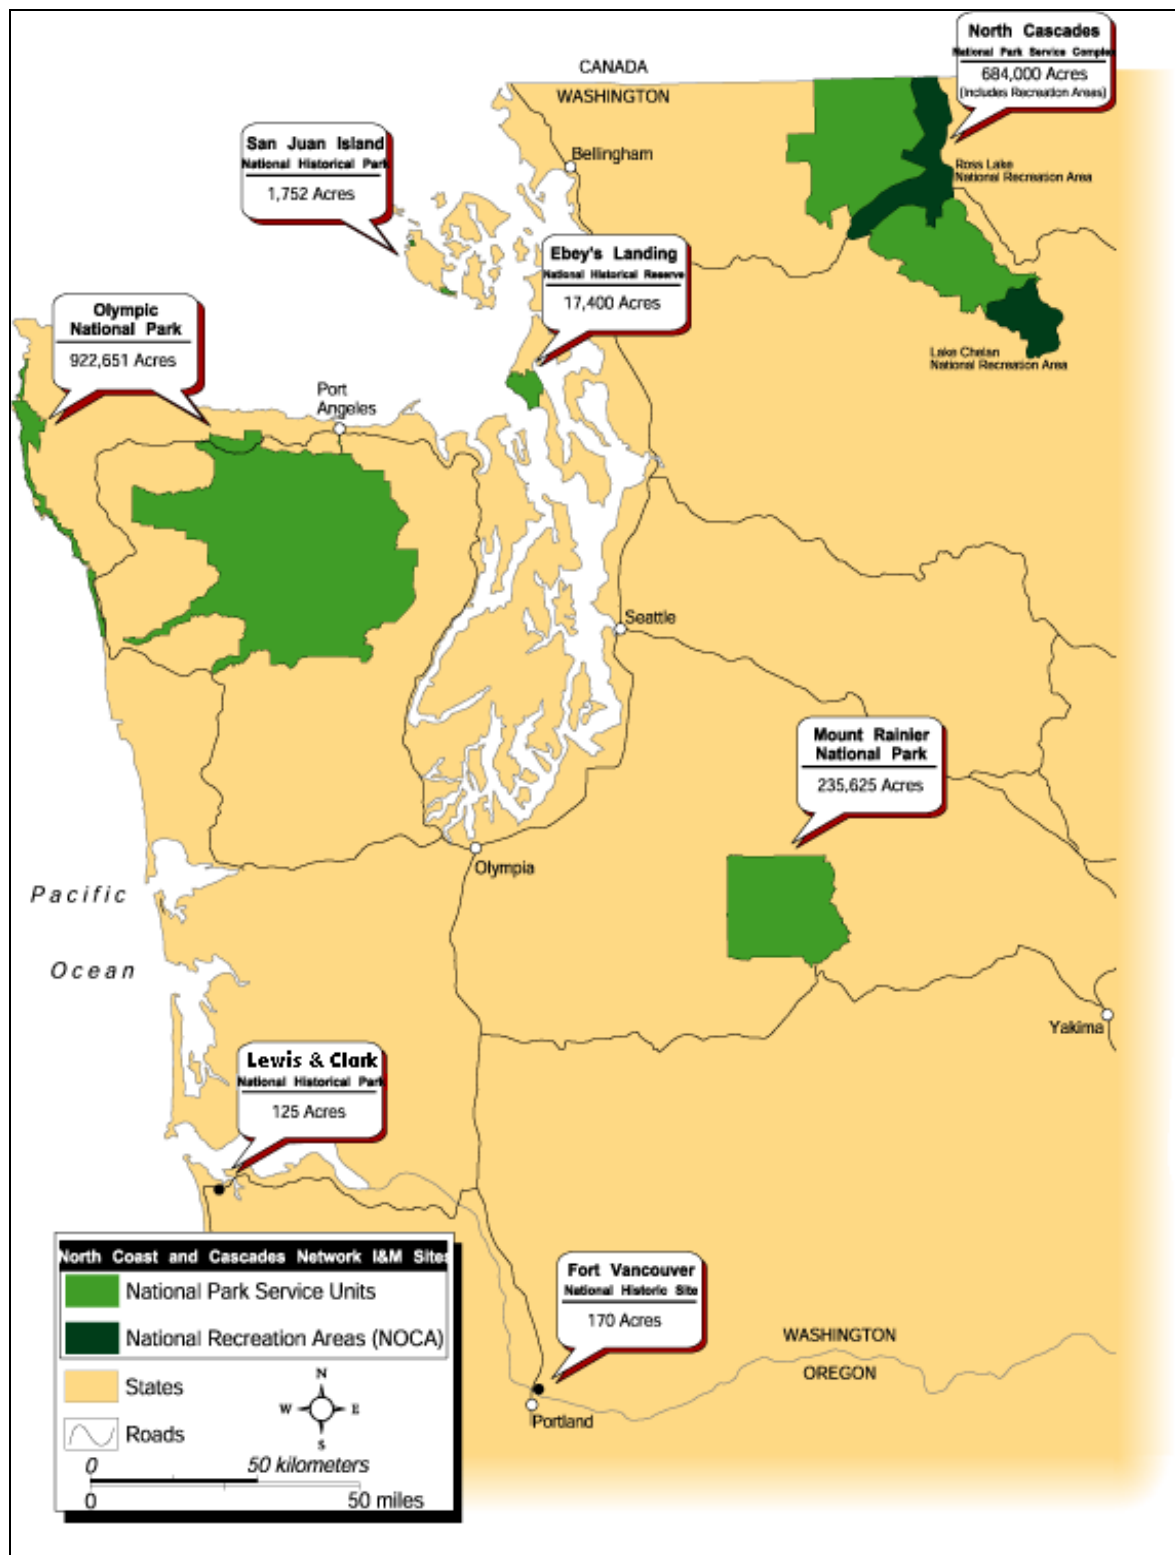 North Cascades
National Park Service Complex
684,000 Acres
(Includes Recreation Areas)
CANADA
WASHINGTON
San Juan Island
National Historical Park
1,752 Acres
Bellingham
Ross Lake
National Recreation Area
Ebey's Landing
National Historical Reserve
17,400 Acres
Olympic
National Park
922,651 Acres
Lake Chelan
National Recreation Area
Port
Angeles
Seattle
Mount Rainier
National Park
235,625 Acres
Olympia
Pacific
Ocean
Yakima
Lewis & Clark
National Historical Park
125 Acres
North Coast and Cascades Network I&M Sites
National Park Service Units
National Recreation Areas (NOCA)
States
Roads
N
W
E
S
0
50 kilometers
0
50 miles
Fort Vancouver
National Historic Site
170 Acres
WASHINGTON
OREGON
Portland